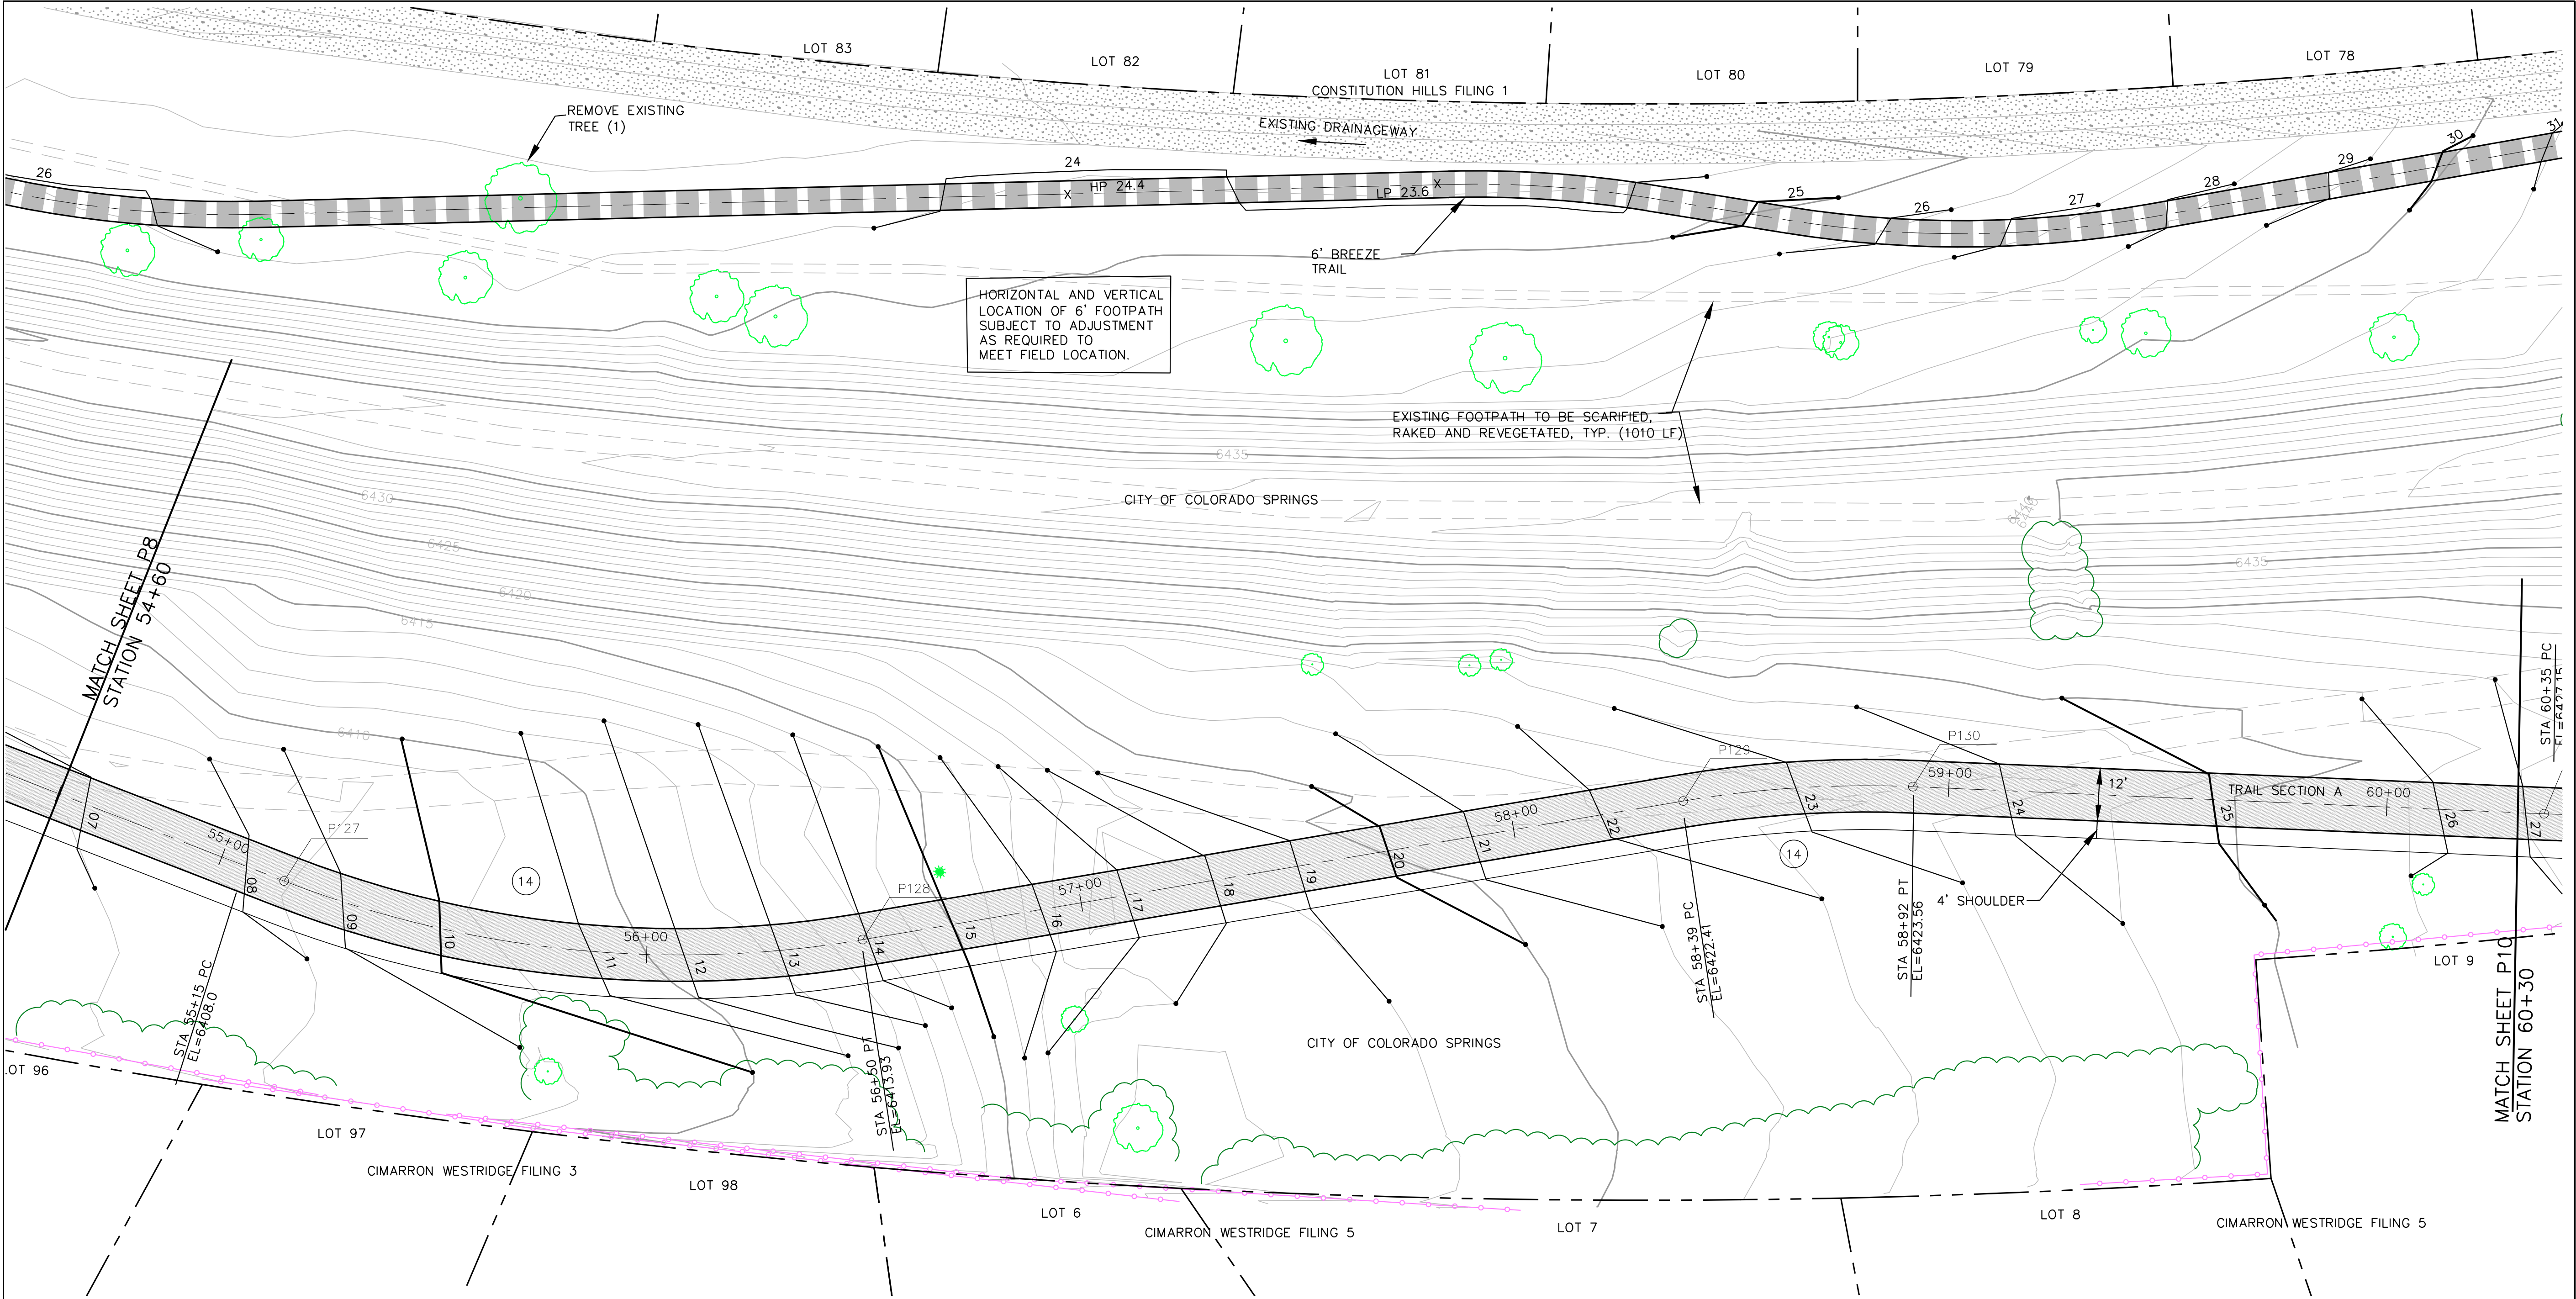 LOT 83
LOT 82
LOT 81
LOT 80
LOT 79
LOT 78
CONSTITUTION HILLS FILING 1
EXISTING DRAINAGEWAY
REMOVE EXISTING
TREE (1)
26
24
HP 24.4
X
LP 23.6
X
25
26
27
28
29
30
31
6' BREEZE
TRAIL
HORIZONTAL AND VERTICAL
LOCATION OF 6' FOOTPATH
SUBJECT TO ADJUSTMENT
AS REQUIRED TO
MEET FIELD LOCATION.
EXISTING FOOTPATH TO BE SCARIFIED,
RAKED AND REVEGETATED, TYP. (1010 LF)
6435
6430
CITY OF COLORADO SPRINGS
6440
6425
6435
6420
6415
6410
MATCH SHEET P8
STATION 54+60
STA 60+35 PC
P127
P128
P129
P130
07
08
09
10
11
12
13
14
15
16
17
18
19
20
21
22
23
24
25
26
27
55+00
56+00
57+00
58+00
59+00
60+00
TRAIL SECTION A
12'
14
14
4' SHOULDER
STA 55+15 PC
EL=6408.0
STA 56+50 PT
EL=6413.93
STA 58+39 PC
EL=6422.41
STA 58+92 PT
EL=6423.56
CITY OF COLORADO SPRINGS
MATCH SHEET P10
STATION 60+30
LOT 9
LOT 97
CIMARRON WESTRIDGE FILING 3
LOT 98
LOT 6
CIMARRON WESTRIDGE FILING 5
LOT 7
LOT 8
CIMARRON WESTRIDGE FILING 5